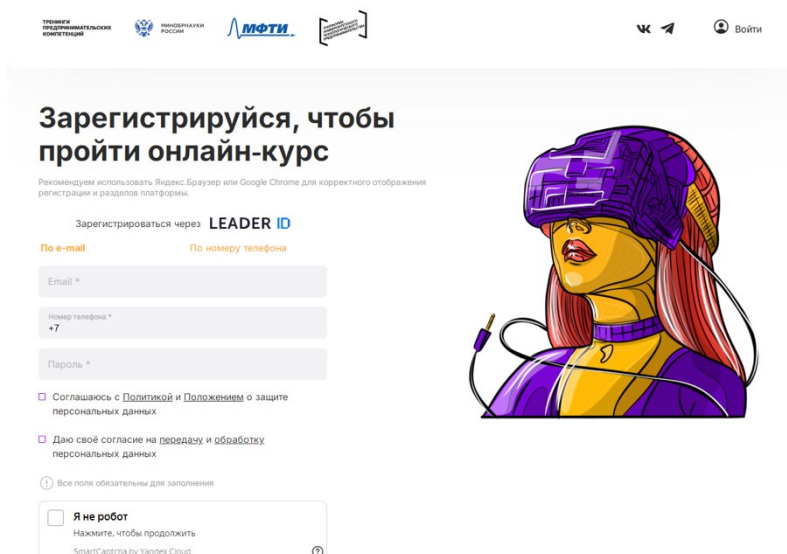 ТРЕНИНГИ
ПРЕДПРИНИМАТЕЛЬСКИХ
КОМПЕТЕНЦИЙ
МИНОБРНАУКИ
РОССИИ
МФТИ
Войти
Зарегистрируйся, чтобы
пройти онлайн-курс
Рекомендуем использовать Яндекс.Браузер или Google Chrome для корректного отображения
регистрации и разделов платформы.
Зарегистрироваться через LEADER ID
По e-mail
По номеру телефона
Email *
Номер телефона *
+7
Пароль *
Соглашаюсь с Политикой и Положением о защите
персональных данных
Даю своё согласие на передачу и обработку
персональных данных
Все поля обязательны для заполнения
Я не робот
Нажмите, чтобы продолжить
SmartCaptcha by Yandex Cloud